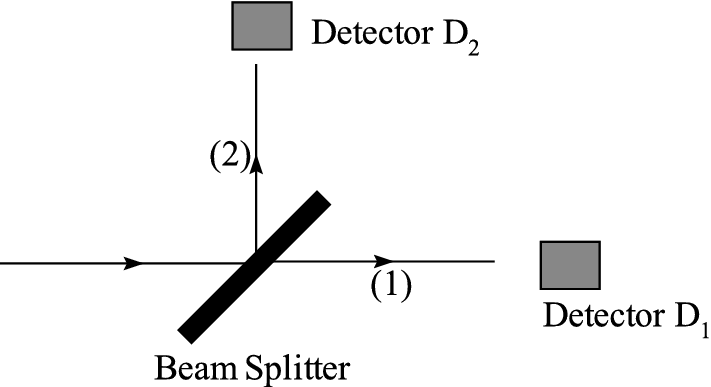 Detector D₂
(2)
(1)
Detector D₁
Beam Splitter